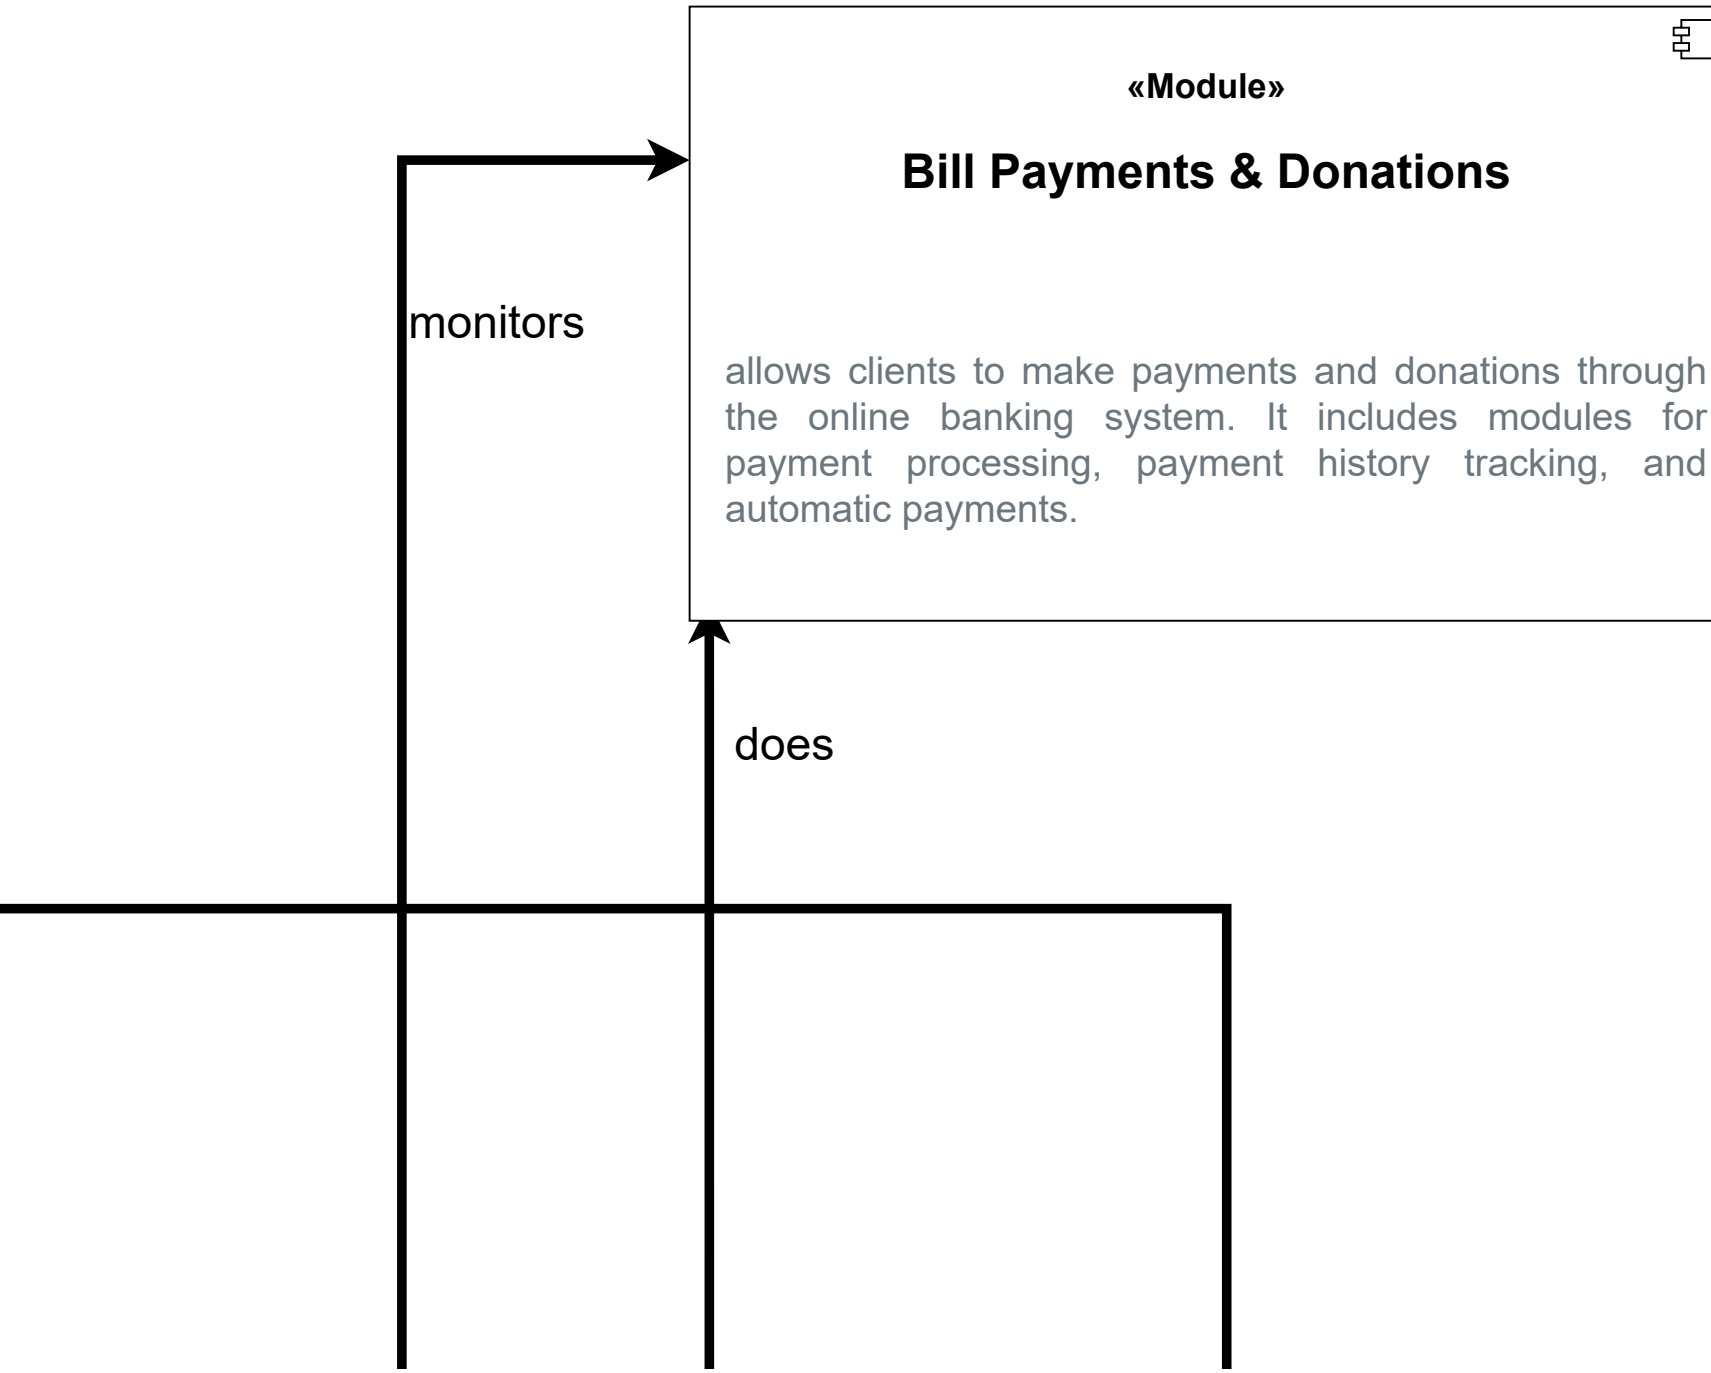 «Module»
Bill Payments & Donations
monitors
allows clients to make payments and donations through
the online banking system. It includes modules for
payment processing, payment history tracking, and
automatic payments.
does